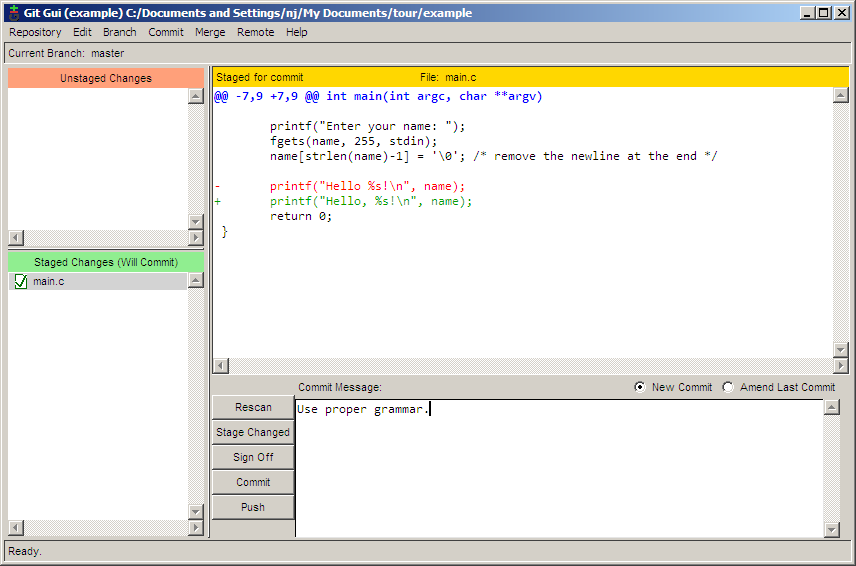 Git Gui (example) C:/Documents and Settings/nj/My Documents/tour/example
Repository Edit Branch Commit Merge Remote Help
Current Branch: master
Unstaged Changes
Staged Changes (Will Commit)
main.c
Staged for commit File: main.c
@@ -7,9 +7,9 @@ int main(int argc, char **argv)
printf("Enter your name: ");
fgets(name, 255, stdin);
name[strlen(name)-1] = '\0'; /* remove the newline at the end */
- printf("Hello %s!\n", name);
+ printf("Hello, %s!\n", name);
return 0;
}
Commit Message: New Commit Amend Last Commit
Rescan
Stage Changed
Sign Off
Commit
Push
Use proper grammar.
Ready.